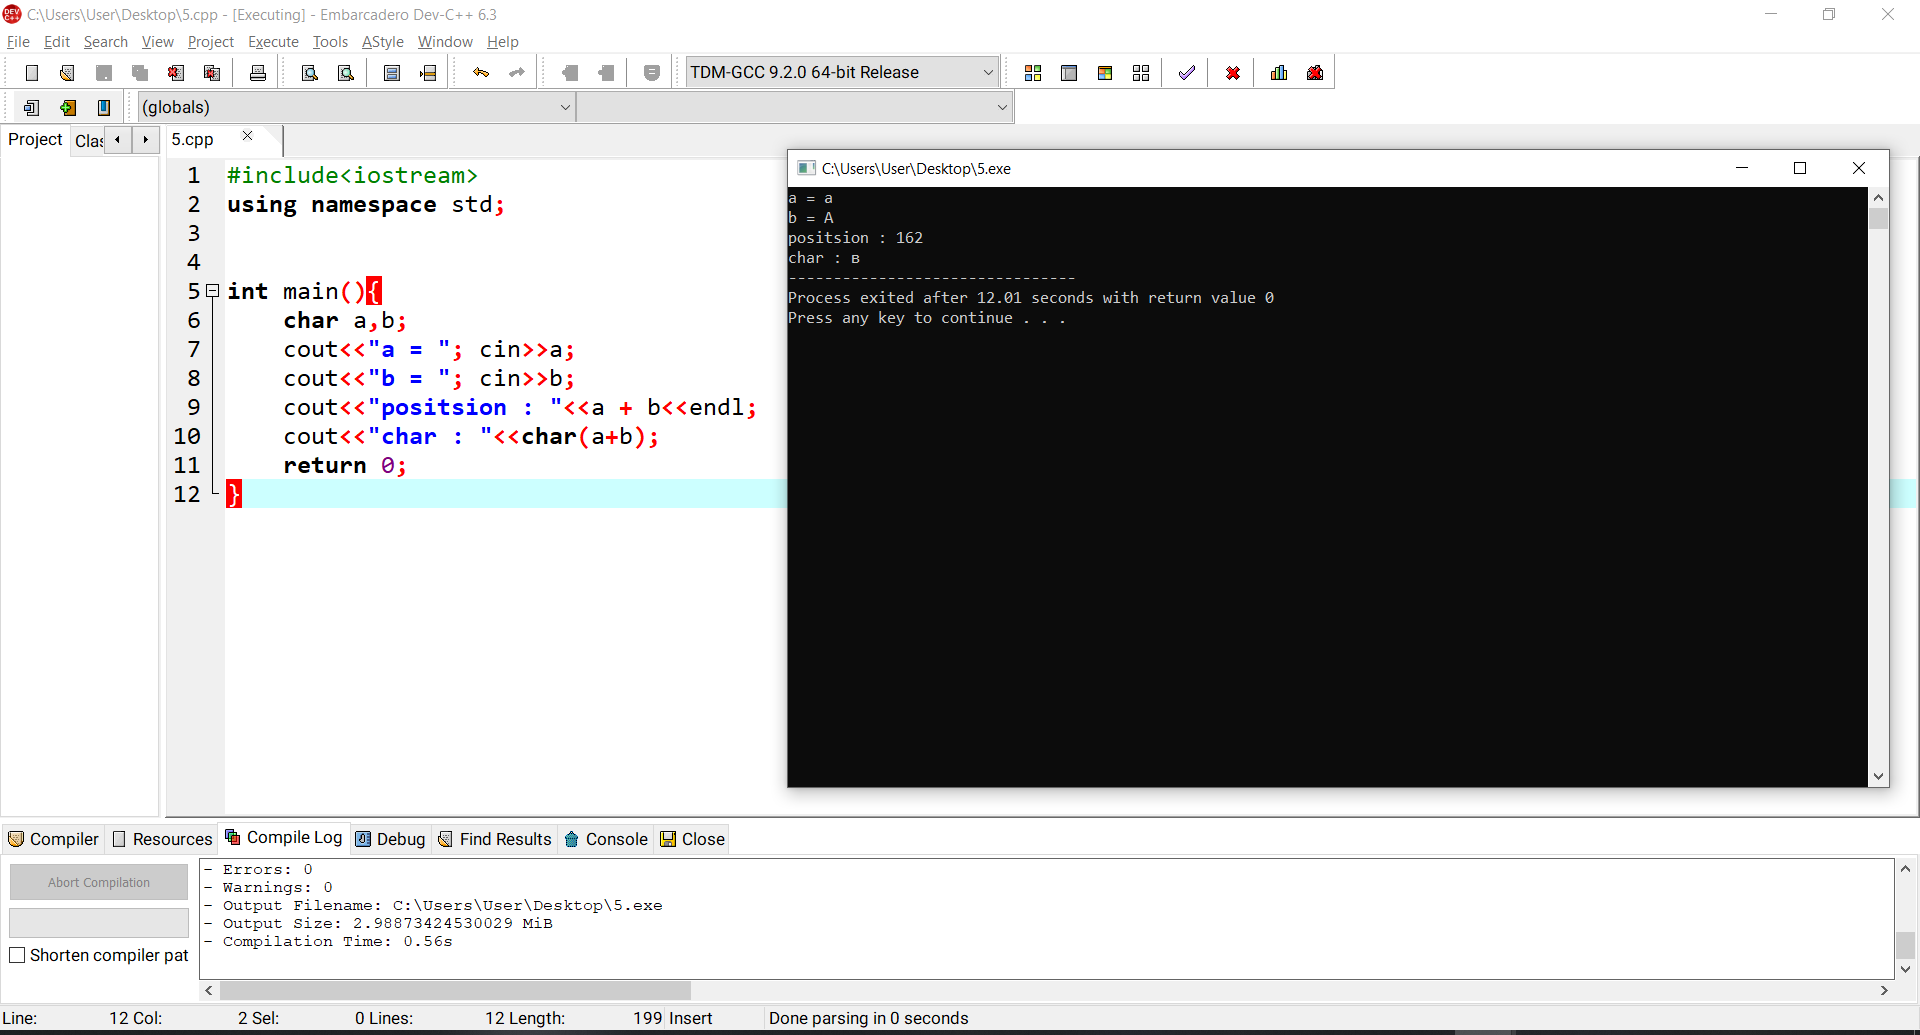 C:\Users\User\Desktop\5.cpp - [Executing] - Embarcadero Dev-C++ 6.3
File Edit Search View Project Execute Tools AStyle Window Help
TDM-GCC 9.2.0 64-bit Release
(globals)
Project Clas 5.cpp
1 #include<iostream>
2 using namespace std;
3
4
5 int main(){
6 char a,b;
7 cout<<"a = "; cin>>a;
8 cout<<"b = "; cin>>b;
9 cout<<"positsion : "<<a + b<<endl;
10 cout<<"char : "<<char(a+b);
11 return 0;
12 }
C:\Users\User\Desktop\5.exe
a = a
b = A
positsion : 162
char : в
--------------------------------
Process exited after 12.01 seconds with return value 0
Press any key to continue . . .
Compiler Resources Compile Log Debug Find Results Console Close
Abort Compilation
Shorten compiler pat
- Errors: 0
- Warnings: 0
- Output Filename: C:\Users\User\Desktop\5.exe
- Output Size: 2.98873424530029 MiB
- Compilation Time: 0.56s
Line: 12 Col: 2 Sel: 0 Lines: 12 Length: 199 Insert Done parsing in 0 seconds